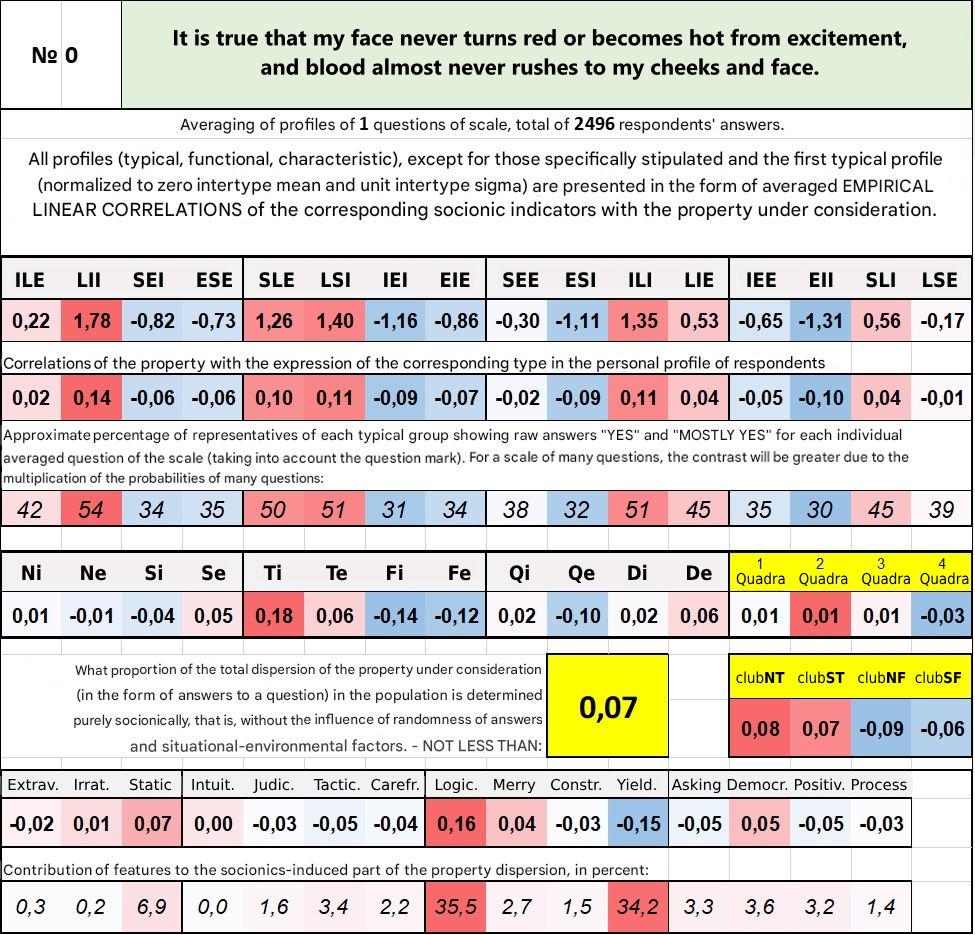 № 0
It is true that my face never turns red or becomes hot from excitement,
and blood almost never rushes to my cheeks and face.
Averaging of profiles of 1 questions of scale, total of 2496 respondents' answers.
All profiles (typical, functional, characteristic), except for those specifically stipulated and the first typical profile
(normalized to zero intertype mean and unit intertype sigma) are presented in the form of averaged EMPIRICAL
LINEAR CORRELATIONS of the corresponding socionic indicators with the property under consideration.
ILE LII SEI ESE SLE LSI IEI EIE SEE ESI ILI LIE IEE EII SLI LSE
0,22 1,78 -0,82 -0,73 1,26 1,40 -1,16 -0,86 -0,30 -1,11 1,35 0,53 -0,65 -1,31 0,56 -0,17
Correlations of the property with the expression of the corresponding type in the personal profile of respondents
0,02 0,14 -0,06 -0,06 0,10 0,11 -0,09 -0,07 -0,02 -0,09 0,11 0,04 -0,05 -0,10 0,04 -0,01
Approximate percentage of representatives of each typical group showing raw answers "YES" and "MOSTLY YES" for each individual
averaged question of the scale (taking into account the question mark). For a scale of many questions, the contrast will be greater due to the
multiplication of the probabilities of many questions:
42 54 34 35 50 51 31 34 38 32 51 45 35 30 45 39
Ni Ne Si Se Ti Te Fi Fe Qi Qe Di De 1 2 3 4
Quadra Quadra Quadra Quadra
0,01 -0,01 -0,04 0,05 0,18 0,06 -0,14 -0,12 0,02 -0,10 0,02 0,06 0,01 0,01 0,01 -0,03
What proportion of the total dispersion of the property under consideration
(in the form of answers to a question) in the population is determined
purely socionically, that is, without the influence of randomness of answers
and situational-environmental factors. - NOT LESS THAN:
0,07
clubNT clubST clubNF clubSF
0,08 0,07 -0,09 -0,06
Extrav. Irrat. Static Intuit. Judic. Tactic. Carefr. Logic. Merry Constr. Yield. Asking Democr. Positiv. Process
-0,02 0,01 0,07 0,00 -0,03 -0,05 -0,04 0,16 0,04 -0,03 -0,15 -0,05 0,05 -0,05 -0,03
Contribution of features to the socionics-induced part of the property dispersion, in percent:
0,3 0,2 6,9 0,0 1,6 3,4 2,2 35,5 2,7 1,5 34,2 3,3 3,6 3,2 1,4